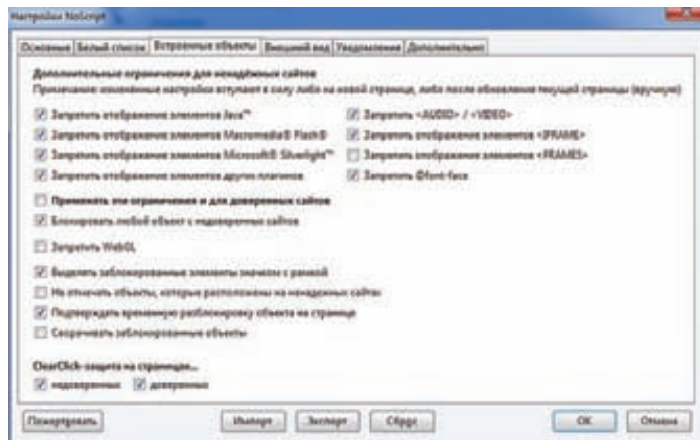 Настройки NoScript
Основные Белый список Встроенные объекты Внешний вид Уведомления Дополнительно
Дополнительные ограничения для ненадёжных сайтов
Примечание: изменённые настройки вступают в силу либо на новой странице, либо после обновления текущей страницы (вручную)
Запретить отображение элементов Java™ Запретить <AUDIO> / <VIDEO>
Запретить отображение элементов Macromedia® Flash® Запретить отображение элементов <IFRAME>
Запретить отображение элементов Microsoft® Silverlight™ Запретить отображение элементов <FRAMES>
Запретить отображение элементов других плагинов Запретить @font-face
Применять эти ограничения и для доверенных сайтов
Блокировать любой объект с недоверенных сайтов
Запретить WebGL
Выделять заблокированные элементы значком с рамкой
Не отмечать объекты, которые расположены на ненадежных сайтах
Подтверждать временную разблокировку объекта на странице
Сворачивать заблокированные объекты
ClearClick-защита на страницах...
недоверенных доверенных
Пожертвовать Импорт Экспорт Сброс ОК Отмена